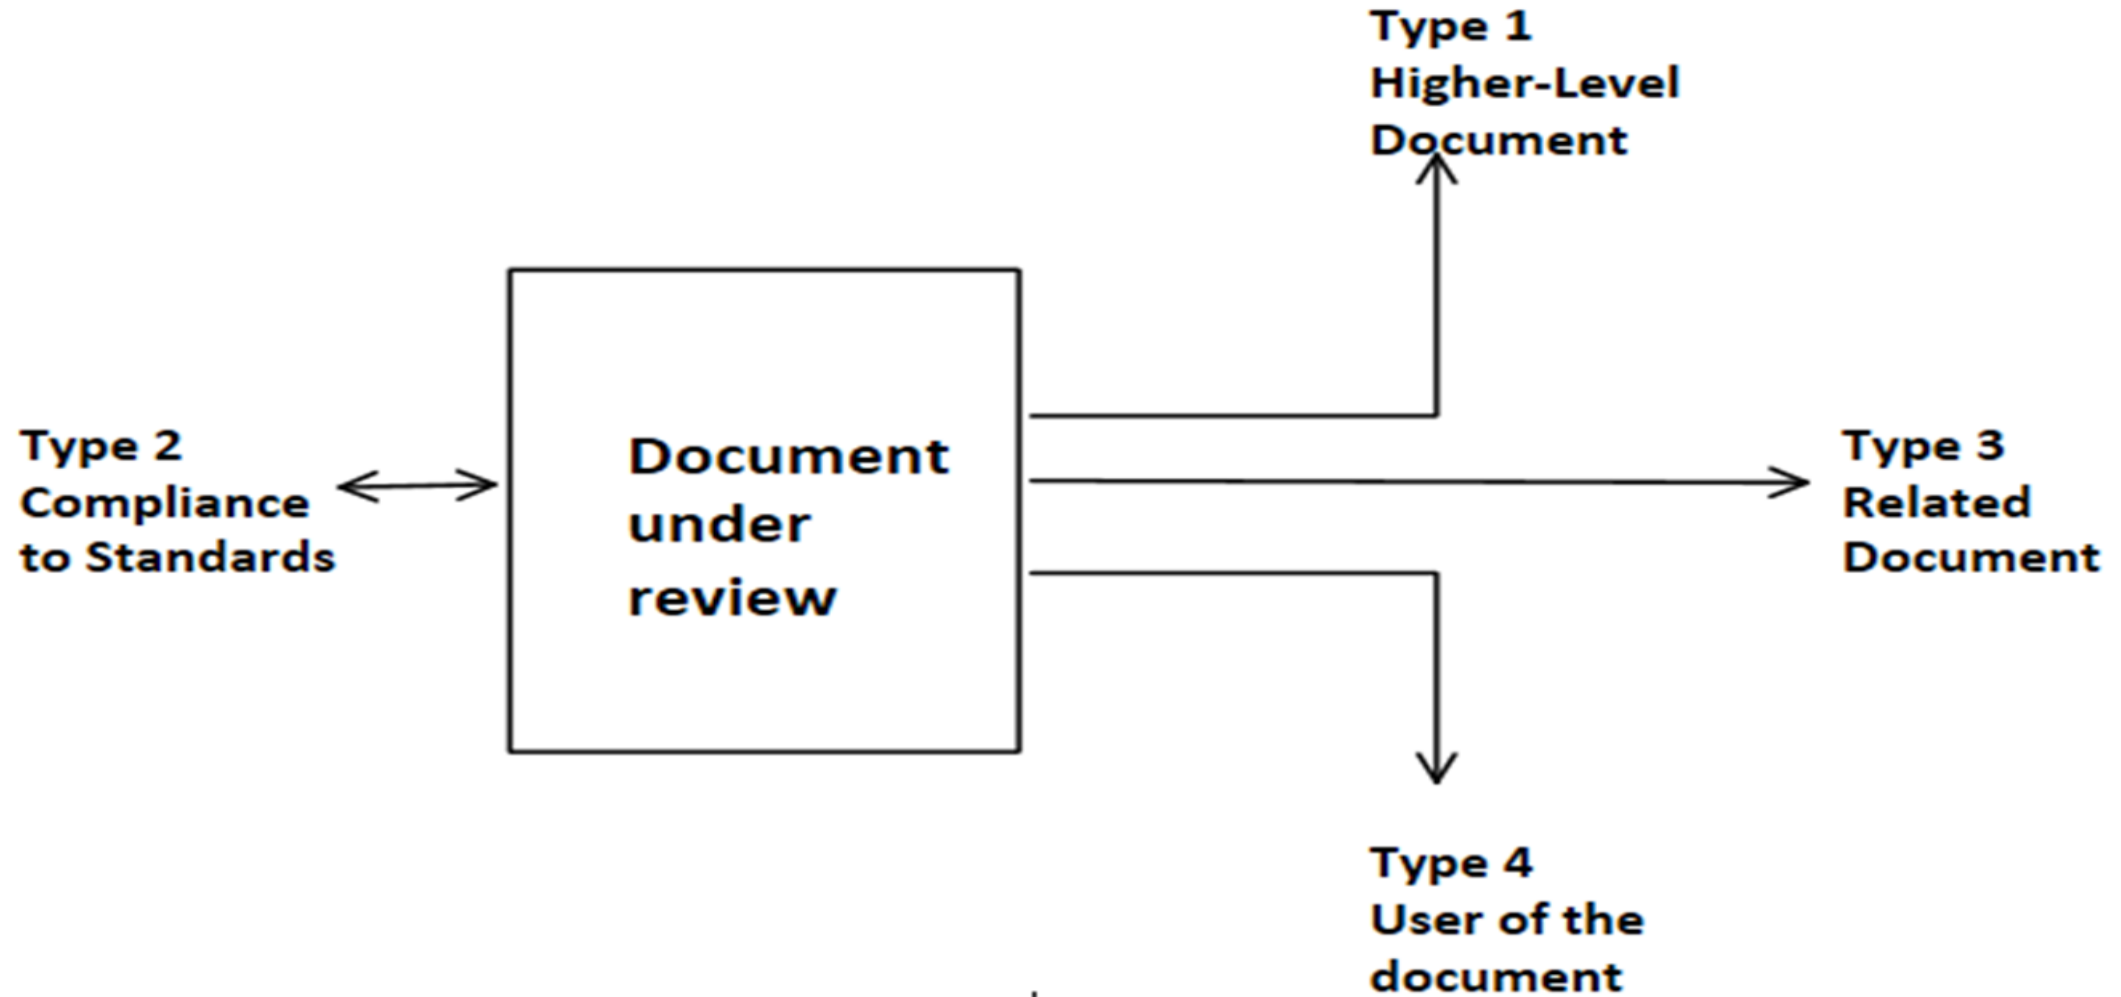 Type 1
Higher-Level
Document
Type 2
Compliance
to Standards
Document
under
review
Type 3
Related
Document
Type 4
User of the
document